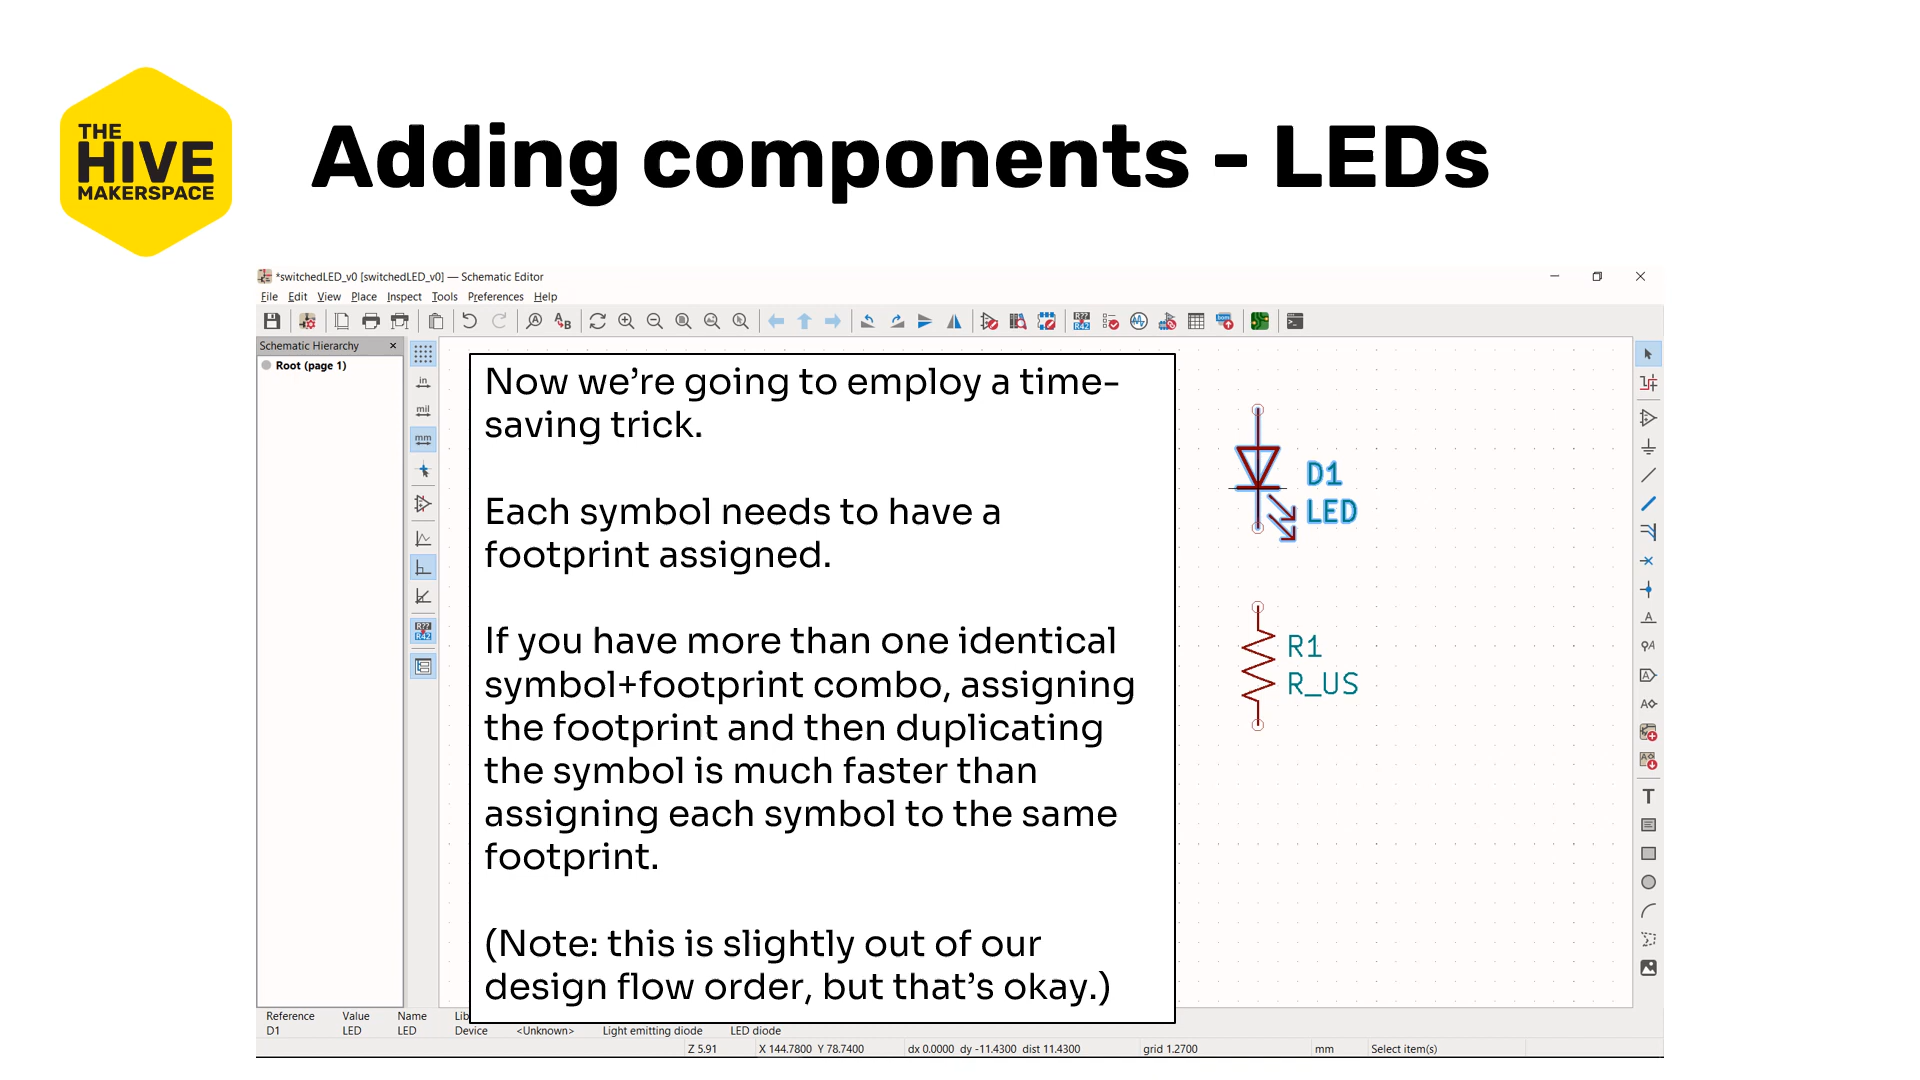 THE
HIVE
MAKERSPACE
Adding components - LEDs
*switchedLED_v0 [switchedLED_v0] — Schematic Editor
File Edit View Place Inspect Tools Preferences Help
Schematic Hierarchy
Root (page 1)
in
mil
mm
Now we’re going to employ a time-
saving trick.
Each symbol needs to have a
footprint assigned.
If you have more than one identical
symbol+footprint combo, assigning
the footprint and then duplicating
the symbol is much faster than
assigning each symbol to the same
footprint.
(Note: this is slightly out of our
design flow order, but that’s okay.)
D1
LED
R1
R_US
Reference Value Name Lib
D1 LED LED Device <Unknown> Light emitting diode LED diode
Z 5.91 X 144.7800 Y 78.7400 dx 0.0000 dy -11.4300 dist 11.4300 grid 1.2700 mm Select item(s)